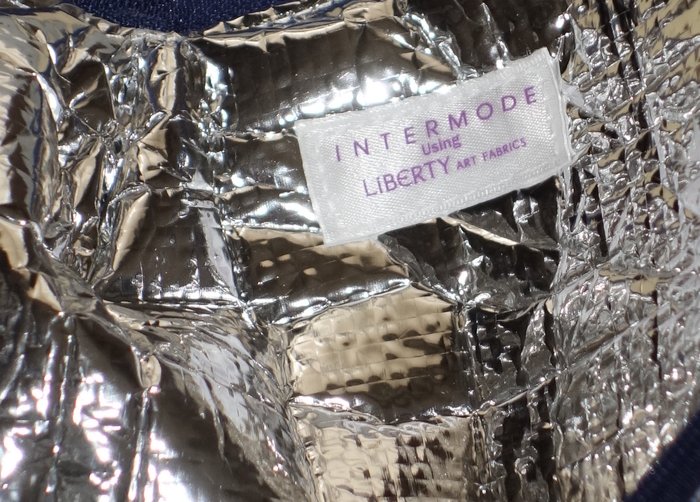 INTERMODE
using
LIBERTY ART FABRICS